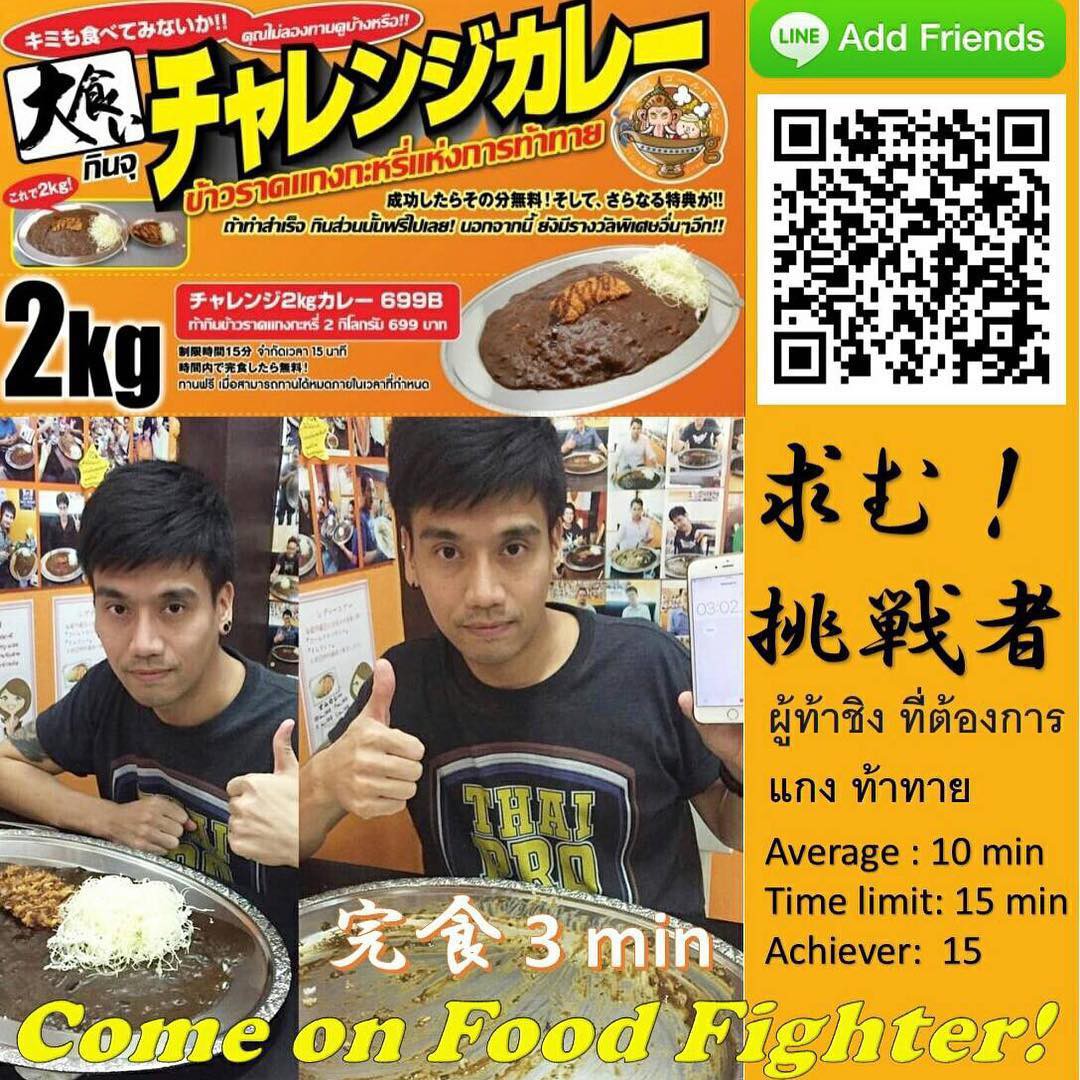 キミも食べてみないか!!
คุณไม่ลองทานดูบ้างหรือ!!
大食い
กินจุ
チャレンジカレー
ข้าวราดแกงกะหรี่แห่งการท้าทาย
これで2kg!
成功したらその分無料!そして、さらなる特典が!!
ถ้าทำสำเร็จ กินส่วนนั้นฟรีไปเลย! นอกจากนี้ ยังมีรางวัลพิเศษอื่นๆอีก!!
2kg
チャレンジ2kgカレー 699B
ท้ากินข้าวราดแกงกะหรี่ 2 กิโลกรัม 699 บาท
制限時間15分 จำกัดเวลา 15 นาที
時間内で完食したら無料!
ทานฟรี เมื่อสามารถทานได้หมดภายในเวลาที่กำหนด
LINE Add Friends
求む!
挑戦者
ผู้ท้าชิง ที่ต้องการ
แกง ท้าทาย
Average : 10 min
Time limit: 15 min
Achiever: 15
03:02
THAI
THAI
PRO
完食 3 min
Come on Food Fighter!